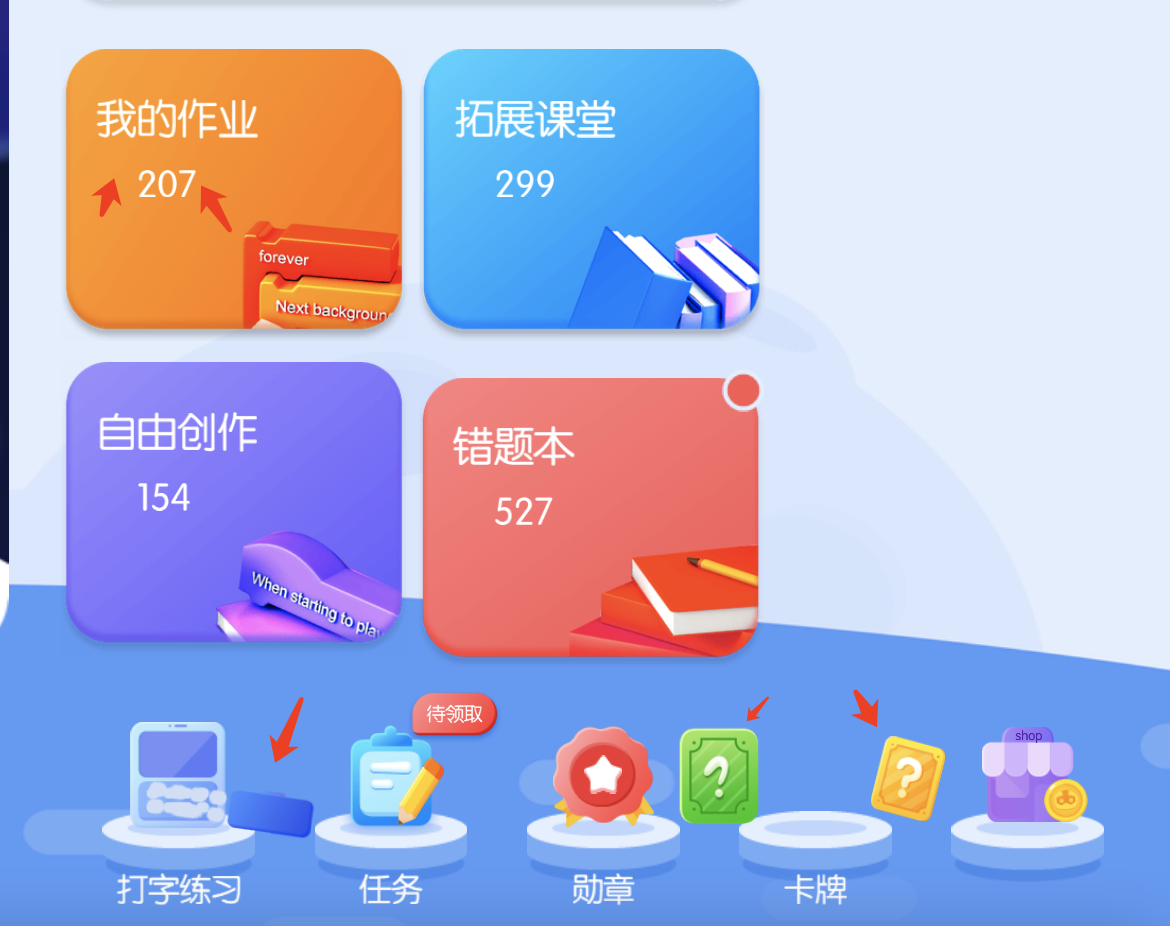 我的作业
207
forever
Next backgroun
拓展课堂
299
自由创作
154
When starting to play
错题本
527
待领取
shop
打字练习
任务
勋章
卡牌